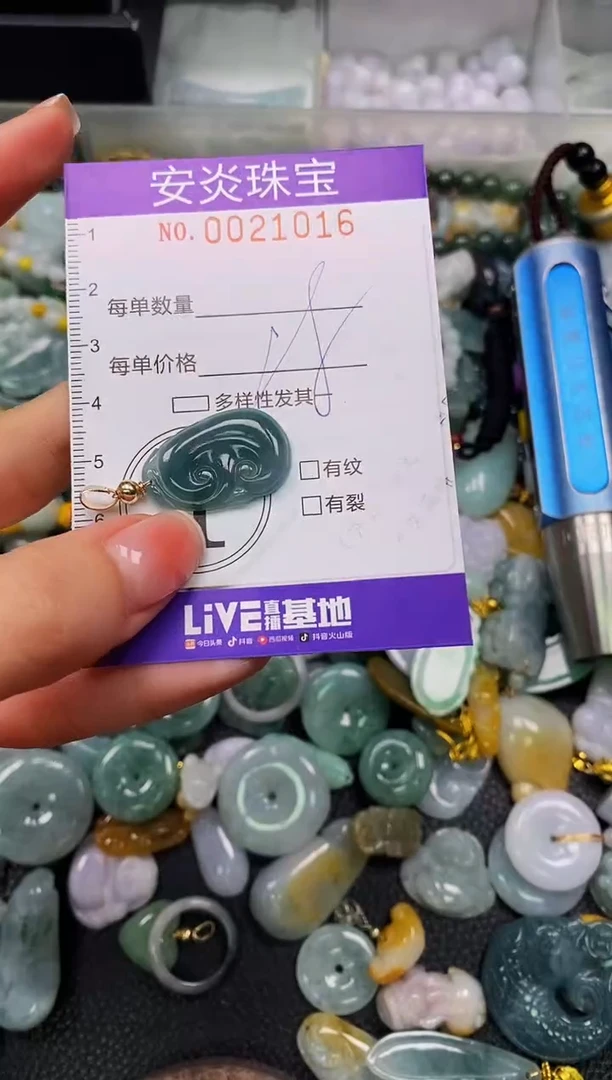 安炎珠宝
NO. 0021016
1
2
每单数量
3
每单价格
4
多样性发其一
5
有纹
6
有裂
LiVE直播基地
今日头条 抖音 西瓜视频 抖音火山版